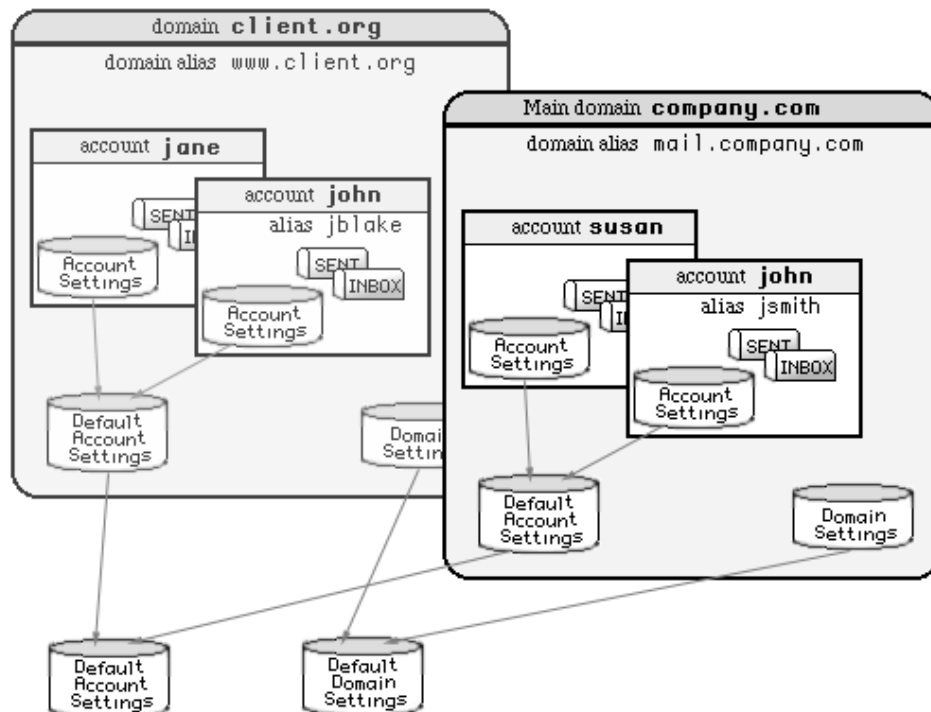 domain client.org
domain alias www.client.org
account jane
SENT
Account
Settings
account john
alias jblake
SENT
INBOX
Account
Settings
Default
Account
Settings
Main domain company.com
domain alias mail.company.com
account susan
SENT
Account
Settings
account john
alias jsmith
SENT
INBOX
Account
Settings
Default
Account
Settings
Domain
Settings
Default
Account
Settings
Default
Domain
Settings